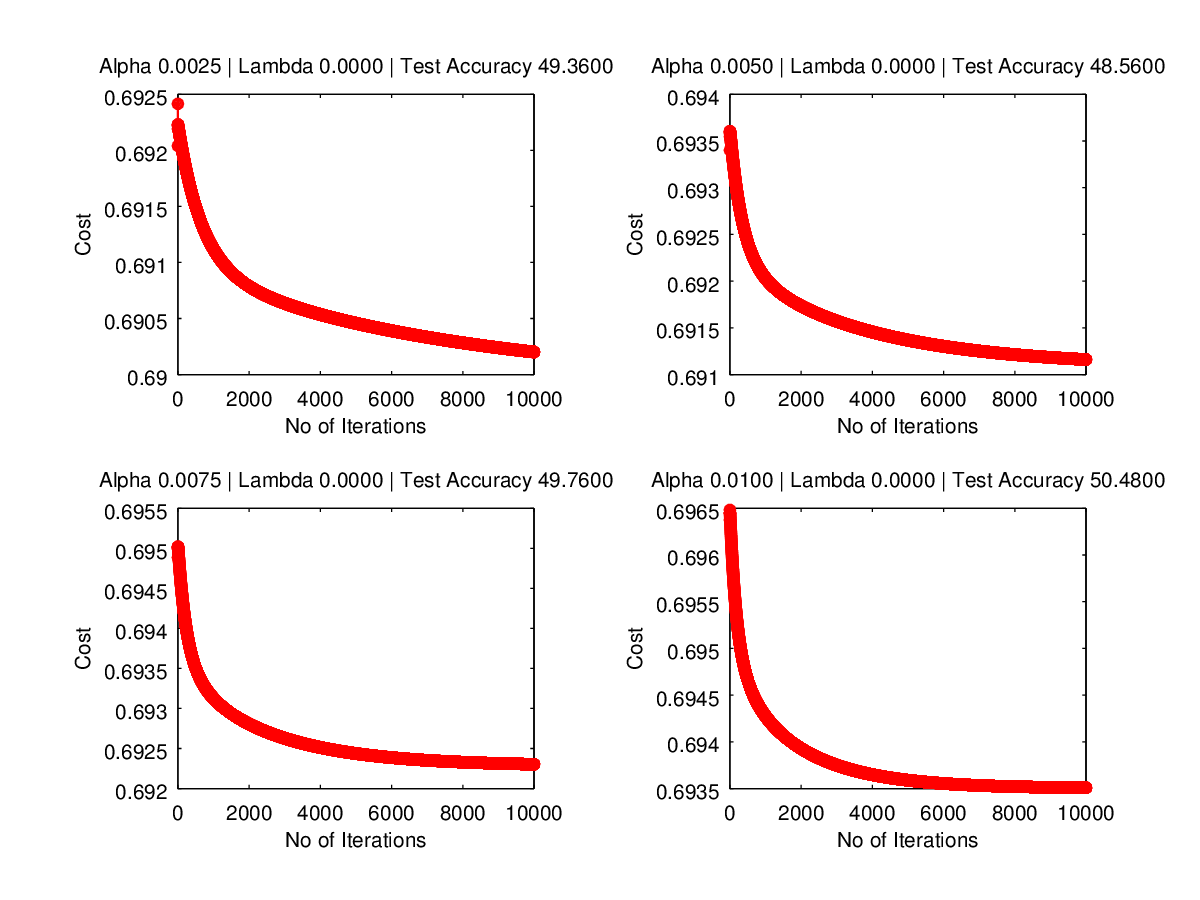 Alpha 0.0025 | Lambda 0.0000 | Test Accuracy 49.3600
0.6925
0.692
0.6915
0.691
0.6905
0.69
Cost
0 2000 4000 6000 8000 10000
No of Iterations
Alpha 0.0050 | Lambda 0.0000 | Test Accuracy 48.5600
0.694
0.6935
0.693
0.6925
0.692
0.6915
0.691
Cost
0 2000 4000 6000 8000 10000
No of Iterations
Alpha 0.0075 | Lambda 0.0000 | Test Accuracy 49.7600
0.6955
0.695
0.6945
0.694
0.6935
0.693
0.6925
0.692
Cost
0 2000 4000 6000 8000 10000
No of Iterations
Alpha 0.0100 | Lambda 0.0000 | Test Accuracy 50.4800
0.6965
0.696
0.6955
0.695
0.6945
0.694
0.6935
Cost
0 2000 4000 6000 8000 10000
No of Iterations